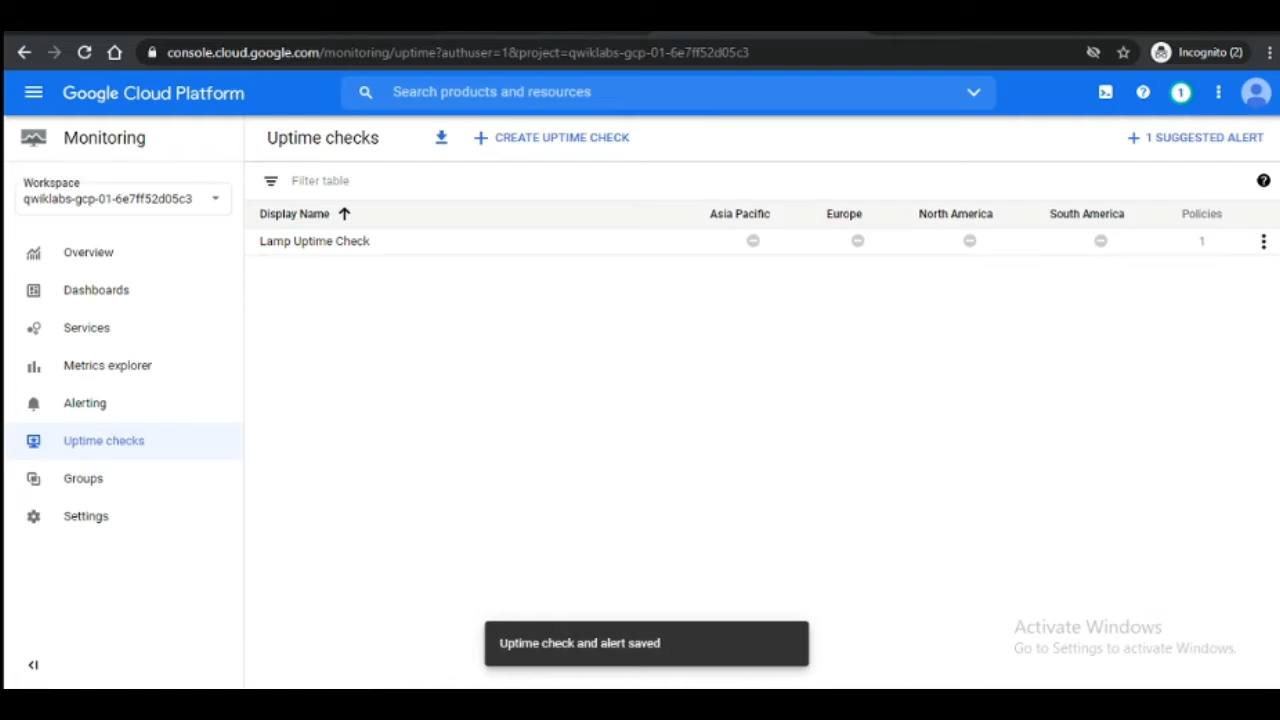 console.cloud.google.com/monitoring/uptime?authuser=1&project=qwiklabs-gcp-01-6e7ff52d05c3
Incognito (2)
Google Cloud Platform
Search products and resources
1
Monitoring
Uptime checks
CREATE UPTIME CHECK
1 SUGGESTED ALERT
Workspace
qwiklabs-gcp-01-6e7ff52d05c3
Filter table
Display Name
Asia Pacific
Europe
North America
South America
Policies
Lamp Uptime Check
1
Overview
Dashboards
Services
Metrics explorer
Alerting
Uptime checks
Groups
Settings
Uptime check and alert saved
Activate Windows
Go to Settings to activate Windows.